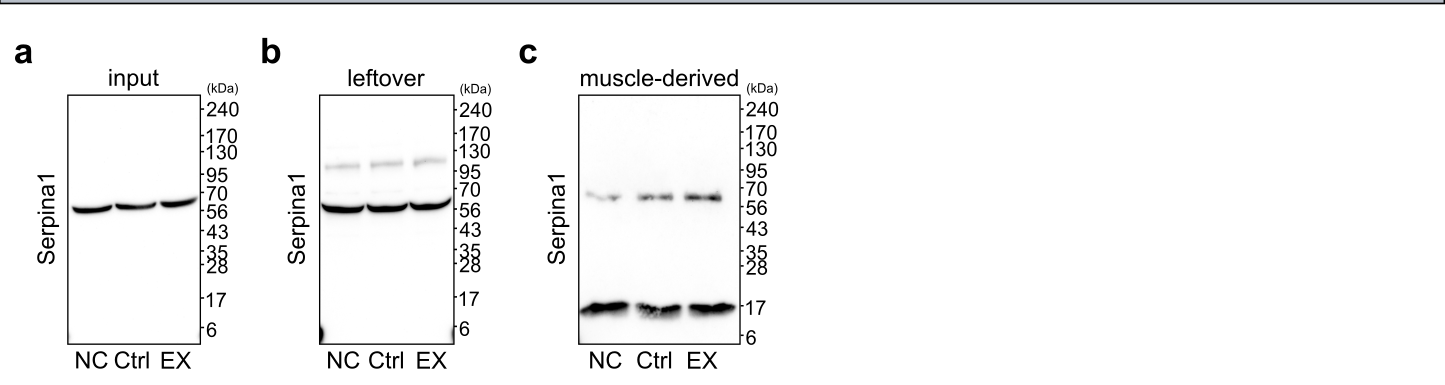 a
input
(kDa)
Serpina1
240
170
130
95
70
56
43
35
28
17
6
NC Ctrl EX
b
leftover
(kDa)
Serpina1
240
170
130
95
70
56
43
35
28
17
6
NC Ctrl EX
c
muscle-derived
(kDa)
Serpina1
240
170
130
95
70
56
43
35
28
17
6
NC Ctrl EX